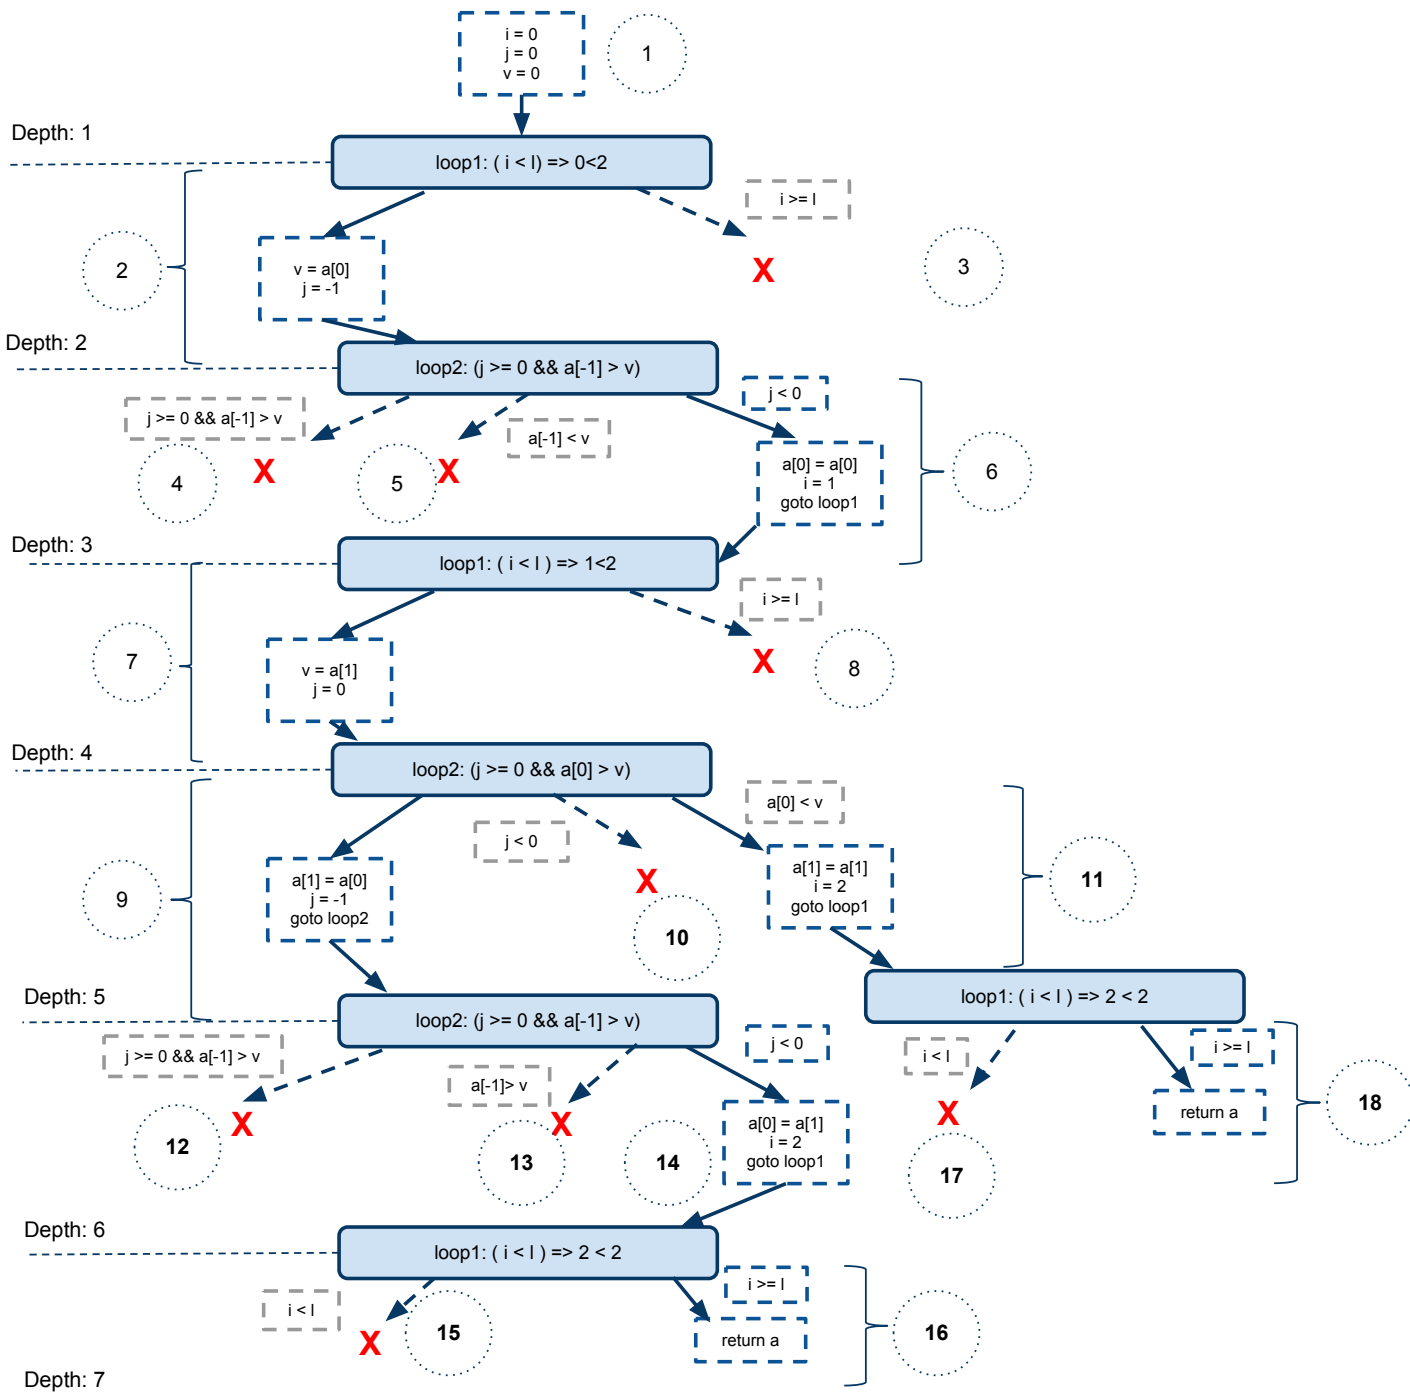 i = 0
j = 0
v = 0
1
Depth: 1
loop1: ( i < l) => 0<2
i >= l
2
v = a[0]
j = -1
X
3
Depth: 2
loop2: (j >= 0 && a[-1] > v)
j < 0
j >= 0 && a[-1] > v
a[-1] < v
4
X
5
X
a[0] = a[0]
i = 1
goto loop1
6
Depth: 3
loop1: ( i < l ) => 1<2
i >= l
7
v = a[1]
j = 0
X
8
Depth: 4
loop2: (j >= 0 && a[0] > v)
a[0] < v
j < 0
9
a[1] = a[0]
j = -1
goto loop2
X
10
a[1] = a[1]
i = 2
goto loop1
11
Depth: 5
loop2: (j >= 0 && a[-1] > v)
loop1: ( i < l ) => 2 < 2
j >= 0 && a[-1] > v
a[-1]> v
j < 0
i < l
i >= l
12
X
13
X
14
a[0] = a[1]
i = 2
goto loop1
X
17
return a
18
Depth: 6
loop1: ( i < l ) => 2 < 2
i < l
i >= l
X
15
return a
16
Depth: 7